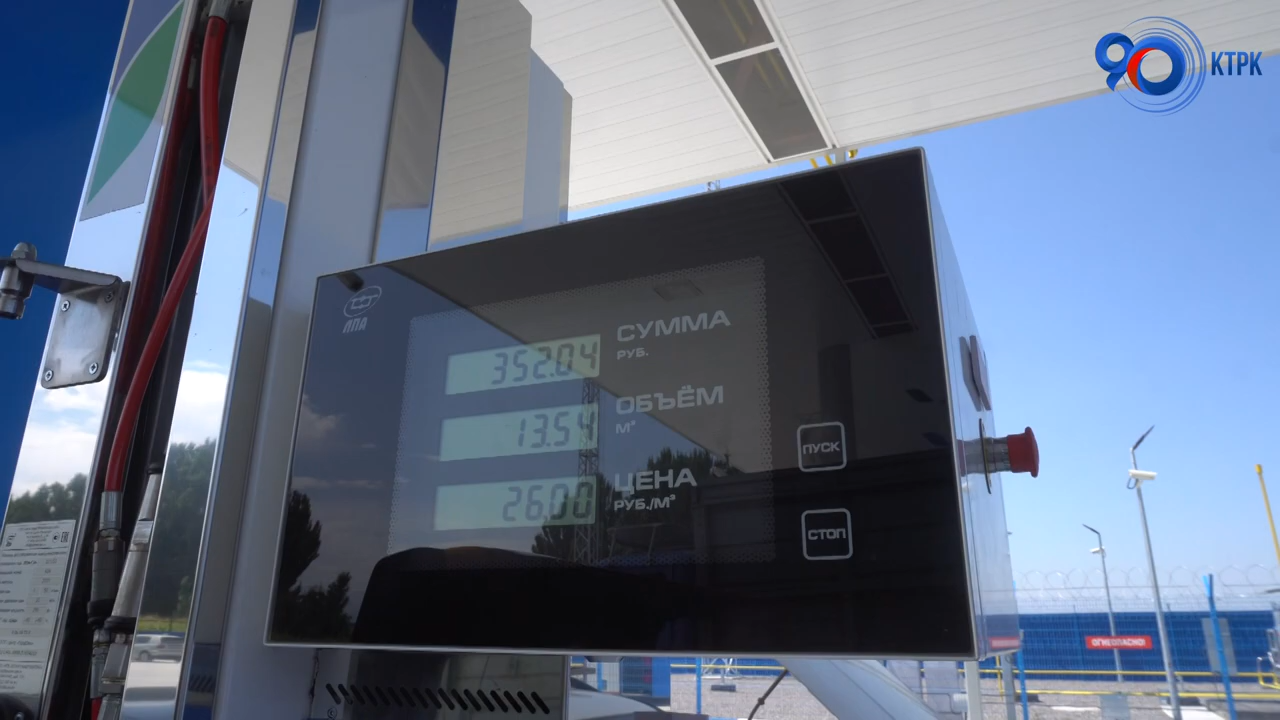 90 КТРК
ЛПА
352.04
СУММА
РУБ.
13.54
ОБЪЁМ
М³
26.00
ЦЕНА
РУБ./М³
ПУСК
СТОП
ОГНЕОПАСНО!